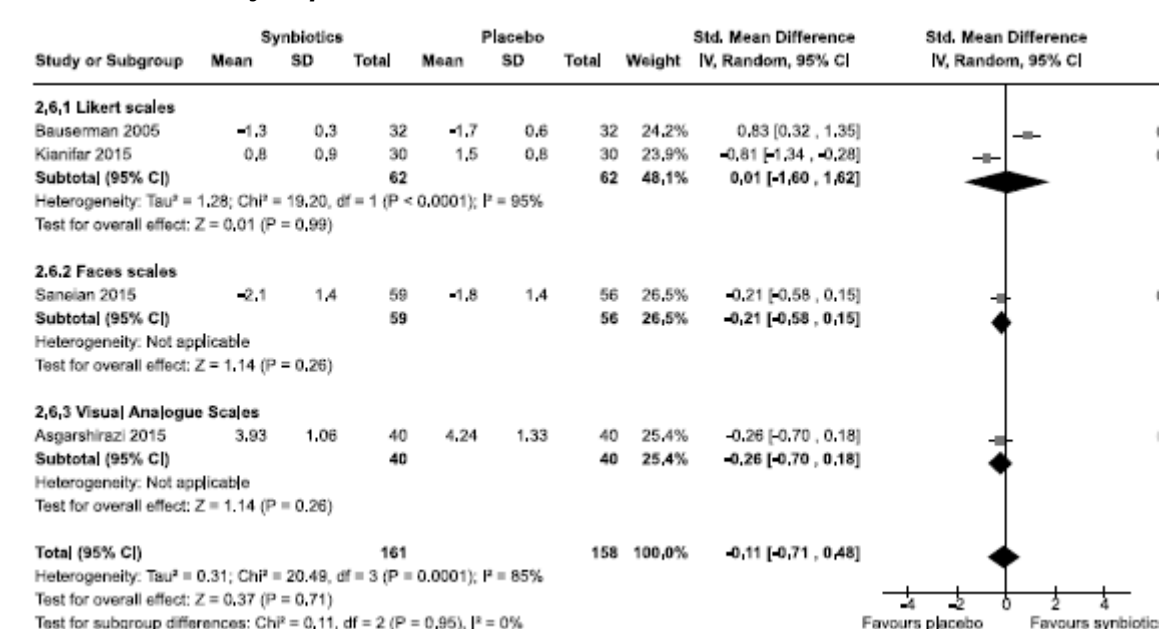 Synbiotics Placebo Std. Mean Difference Std. Mean Difference
Study or Subgroup Mean SD Total Mean SD Total Weight IV, Random, 95% CI IV, Random, 95% CI
2,6,1 Likert scales
Bauserman 2005 -1,3 0,3 32 -1,7 0,6 32 24,2% 0,83 [0,32 , 1,35]
Kianifar 2015 0,8 0,9 30 1,5 0,8 30 23,9% -0,81 [-1,34 , -0,28]
Subtotal (95% CI) 62 62 48,1% 0,01 [-1,60 , 1,62]
Heterogeneity: Tau² = 1,28; Chi² = 19,20, df = 1 (P < 0,0001); I² = 95%
Test for overall effect: Z = 0,01 (P = 0,99)
2.6.2 Faces scales
Saneian 2015 -2,1 1,4 59 -1,8 1,4 56 26,5% -0,21 [-0,58 , 0,15]
Subtotal (95% CI) 59 56 26,5% -0,21 [-0,58 , 0,15]
Heterogeneity: Not applicable
Test for overall effect: Z = 1.14 (P = 0,26)
2,6,3 Visual Analogue Scales
Asgarshirazi 2015 3,93 1,06 40 4,24 1,33 40 25,4% -0,26 [-0,70 , 0,18]
Subtotal (95% CI) 40 40 25,4% -0,26 [-0,70 , 0,18]
Heterogeneity: Not applicable
Test for overall effect: Z = 1.14 (P = 0,26)
Total (95% CI) 161 158 100,0% -0,11 [-0,71 , 0,48]
Heterogeneity: Tau² = 0.31; Chi² = 20.49, df = 3 (P = 0.0001); I² = 85%
Test for overall effect: Z = 0,37 (P = 0,71)
-4 -2 0 2 4
Test for subgroup differences: Chi² = 0,11, df = 2 (P = 0,95), I² = 0% Favours placebo Favours synbiotic